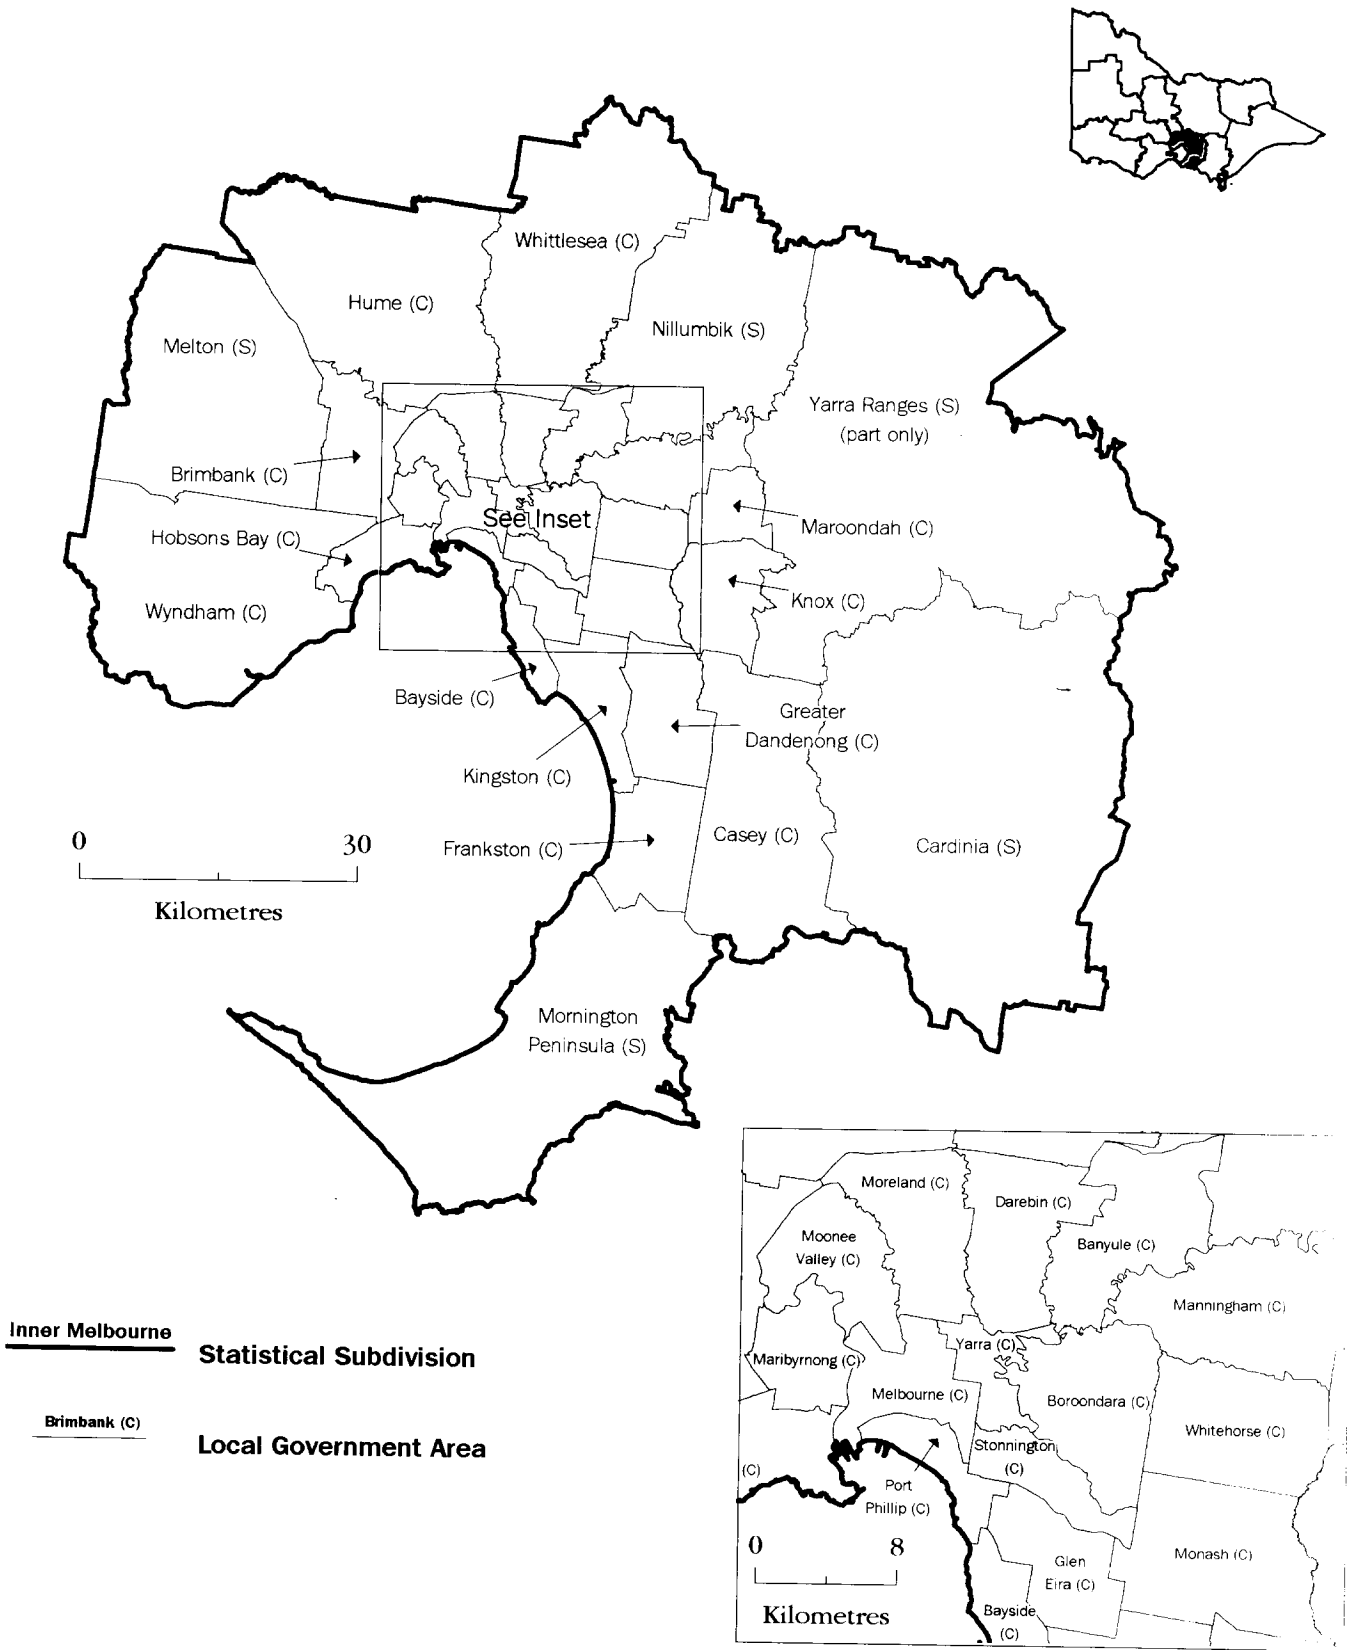 Whittlesea (C)
Hume (C)
Nillumbik (S)
Melton (S)
Yarra Ranges (S)
(part only)
Brimbank (C)
See Inset
Maroondah (C)
Hobsons Bay (C)
Knox (C)
Wyndham (C)
Bayside (C)
Greater
Dandenong (C)
Kingston (C)
Casey (C)
Cardinia (S)
Frankston (C)
0 30
Kilometres
Mornington
Peninsula (S)
Moreland (C)
Darebin (C)
Moonee
Valley (C)
Banyule (C)
Manningham (C)
Yarra (C)
Maribyrnong (C)
Melbourne (C)
Boroondara (C)
Whitehorse (C)
Stonnington
(C)
(C)
Port
Phillip (C)
Monash (C)
Glen
Eira (C)
Bayside
(C)
0 8
Kilometres
Inner Melbourne
Statistical Subdivision
Brimbank (C)
Local Government Area